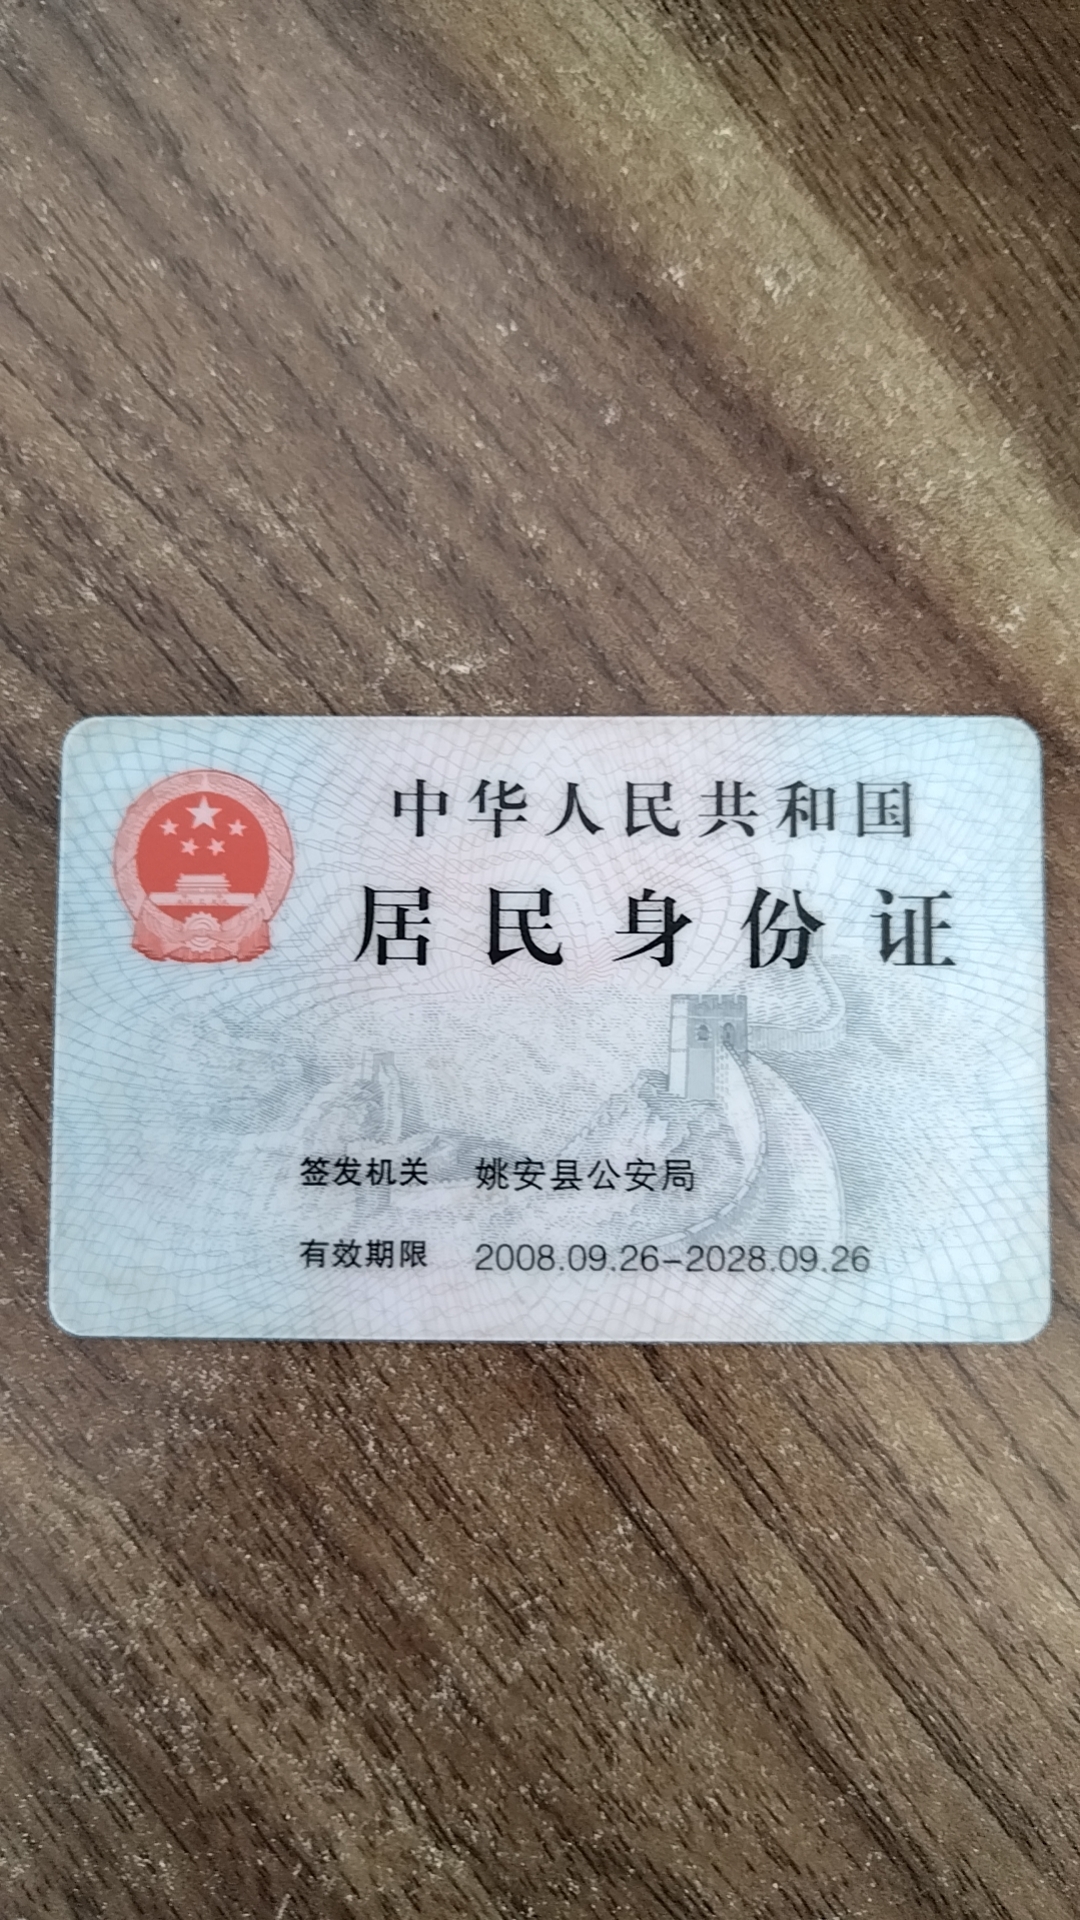 中华人民共和国
居民身份证
签发机关 姚安县公安局
有效期限 2008.09.26-2028.09.26